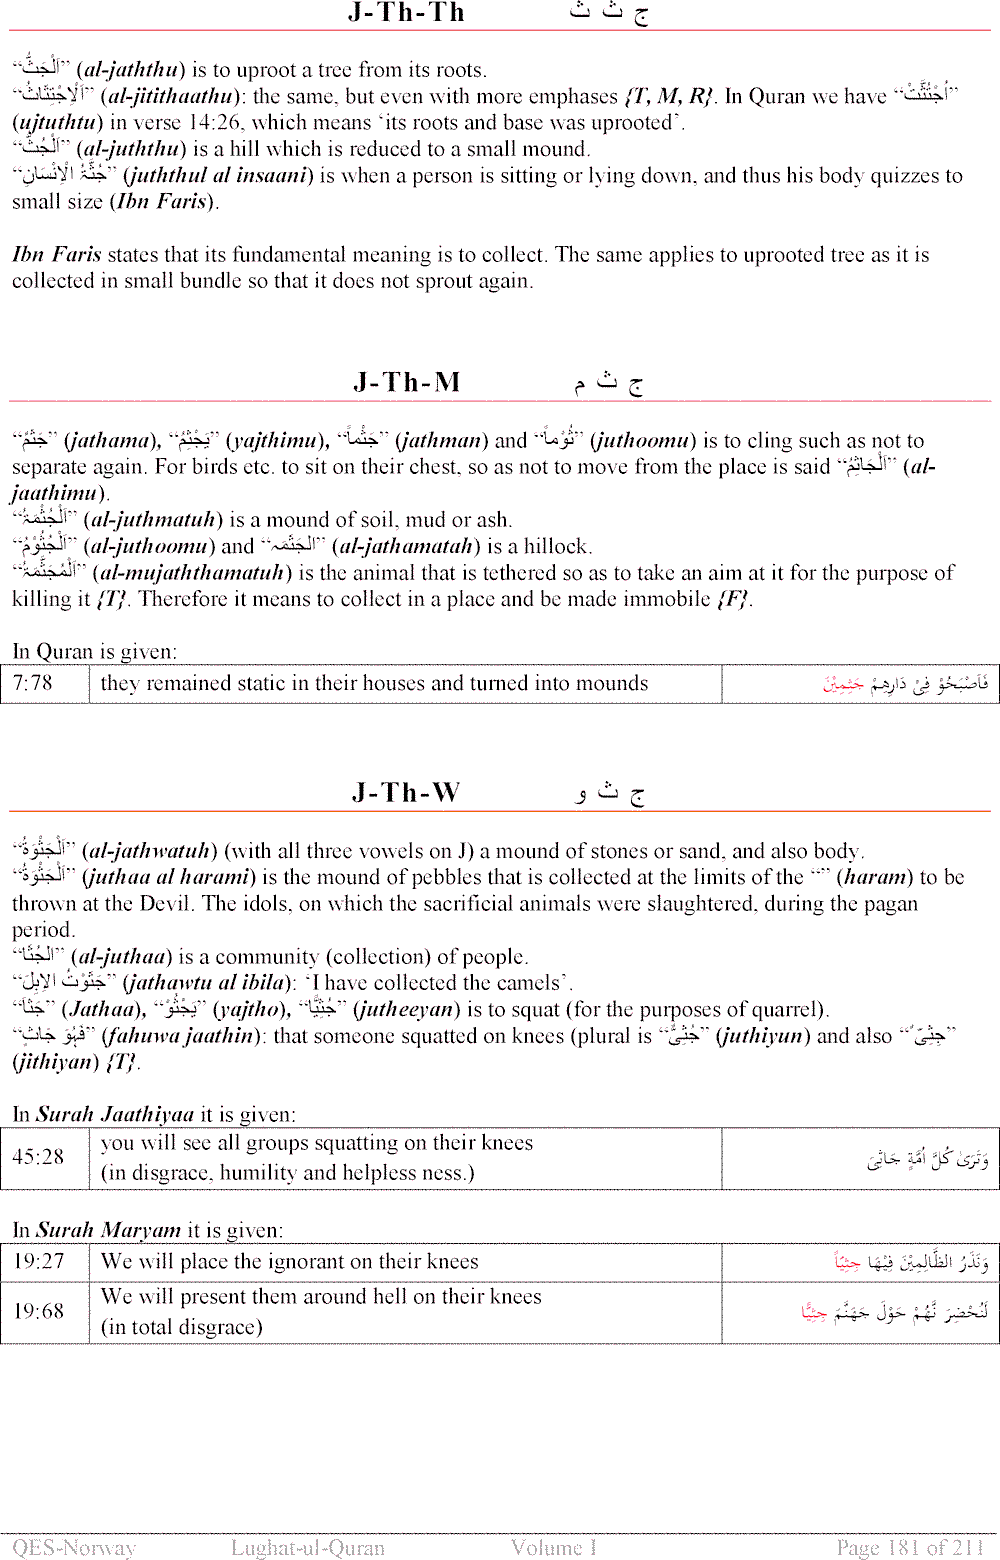 J-Th-Th ج ث ث
“اَلْجَثُّ” (al-jaththu) is to uproot a tree from its roots.
“اَلْاِجْتِثَاثُ” (al-jitithaathu): the same, but even with more emphases {T, M, R}. In Quran we have “اُجْتُثَّتْ”
(ujtuthtu) in verse 14:26, which means ‘its roots and base was uprooted’.
“اَلْجُثُّ” (al-juththu) is a hill which is reduced to a small mound.
“جُثَّۃُ الْاِنْسَانِ” (juththul al insaani) is when a person is sitting or lying down, and thus his body quizzes to
small size (Ibn Faris).
Ibn Faris states that its fundamental meaning is to collect. The same applies to uprooted tree as it is
collected in small bundle so that it does not sprout again.
J-Th-M ج ث م
“جَثَمَ” (jathama), “یَجْثِمُ” (yajthimu), “جَثْماً” (jathman) and “ثُوْماً” (juthoomu) is to cling such as not to
separate again. For birds etc. to sit on their chest, so as not to move from the place is said “اَلْجَاثِمُ” (al-
jaathimu).
“اَلْجُثْمَۃُ” (al-juthmatuh) is a mound of soil, mud or ash.
“اَلْجُثُوْمُ” (al-juthoomu) and “الجَثَمَہ” (al-jathamatah) is a hillock.
“اَلْمُجَثَّمَۃُ” (al-mujaththamatuh) is the animal that is tethered so as to take an aim at it for the purpose of
killing it {T}. Therefore it means to collect in a place and be made immobile {F}.
In Quran is given:
7:78 they remained static in their houses and turned into mounds فَاَصْبَحُوْ فِیْ دَارِھِمْ جَثِمِیْنَ
J-Th-W ج ث و
“اَلْجَثْوَۃُ” (al-jathwatuh) (with all three vowels on J) a mound of stones or sand, and also body.
“اَلْجَثْوَۃُ” (juthaa al harami) is the mound of pebbles that is collected at the limits of the “” (haram) to be
thrown at the Devil. The idols, on which the sacrificial animals were slaughtered, during the pagan
period.
“الجُثَا” (al-juthaa) is a community (collection) of people.
“جَثَوْتُ الاِبِلَ” (jathawtu al ibila): ‘I have collected the camels’.
“جَثَاَ” (Jathaa), “یَجْثُوْ” (yajtho), “جُثِیًّا” (jutheeyan) is to squat (for the purposes of quarrel).
“فَہُوَ جَاثٍ” (fahuwa jaathin): that someone squatted on knees (plural is “جُثِیٌّ” (juthiyun) and also “جِثِیٌّ”
(jithiyan) {T}.
In Surah Jaathiyaa it is given:
45:28 you will see all groups squatting on their knees
(in disgrace, humility and helpless ness.) وَتَرَیٰ کُلَّ اُمَّۃٍ جَاثِیَ
In Surah Maryam it is given:
19:27 We will place the ignorant on their knees وَنَذَرُ الظَّالِمِیْنَ فِیْھَا جِثِیّاً
19:68 We will present them around hell on their knees
(in total disgrace) لَنُحْضِرَ نَّھُمْ حَوْلَ جَھَنَّمَ جِثِیًّا
QES-Norway Lughat-ul-Quran Volume I Page 181 of 211